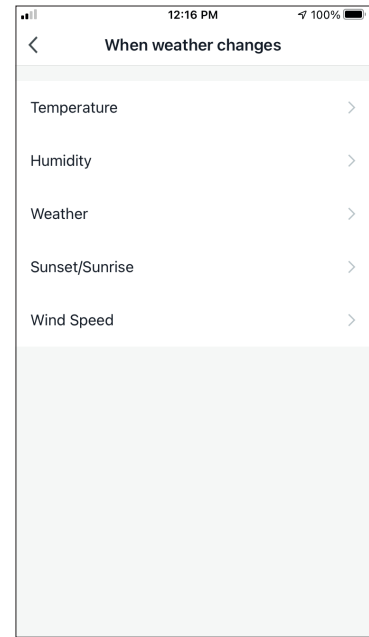 12:16 PM 100%
When weather changes
Temperature
Humidity
Weather
Sunset/Sunrise
Wind Speed